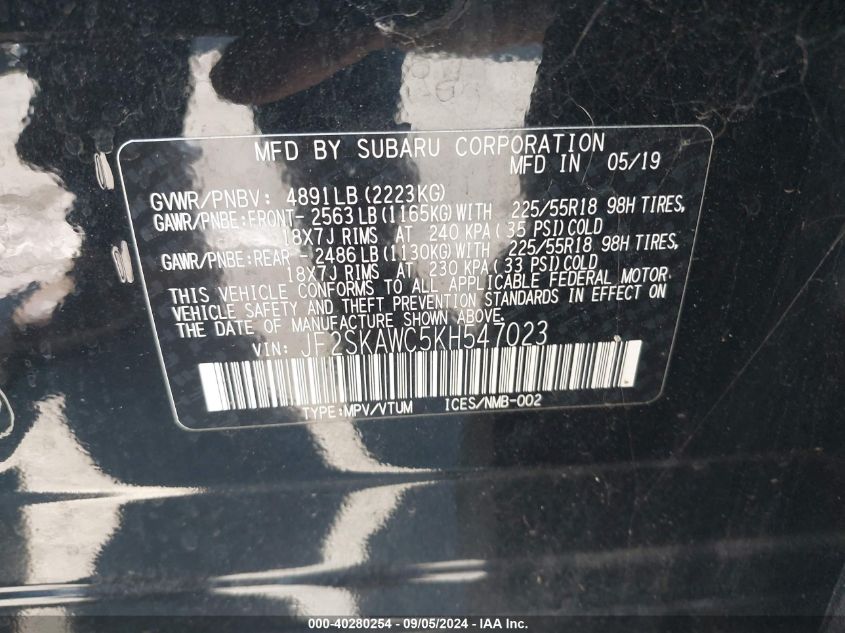 MFD BY SUBARU CORPORATION
MFD IN 05/19
GVWR/PNBV: 4891LB (2223KG)
GAWR/PNBE:FRONT- 2563 LB (1165KG) WITH 225/55R18 98H TIRES,
18X7J RIMS AT 240 KPA (35 PSI) COLD
GAWR/PNBE:REAR - 2486 LB (1130KG) WITH 225/55R18 98H TIRES,
18X7J RIMS AT 230 KPA (33 PSI) COLD
THIS VEHICLE CONFORMS TO ALL APPLICABLE FEDERAL MOTOR
VEHICLE SAFETY AND THEFT PREVENTION STANDARDS IN EFFECT ON
THE DATE OF MANUFACTURE SHOWN ABOVE.
VIN: JF2SKAWC5KH547023
TYPE:MPV/VTUM ICES/NMB-002
000-40280254 - 09/05/2024 - IAA Inc.